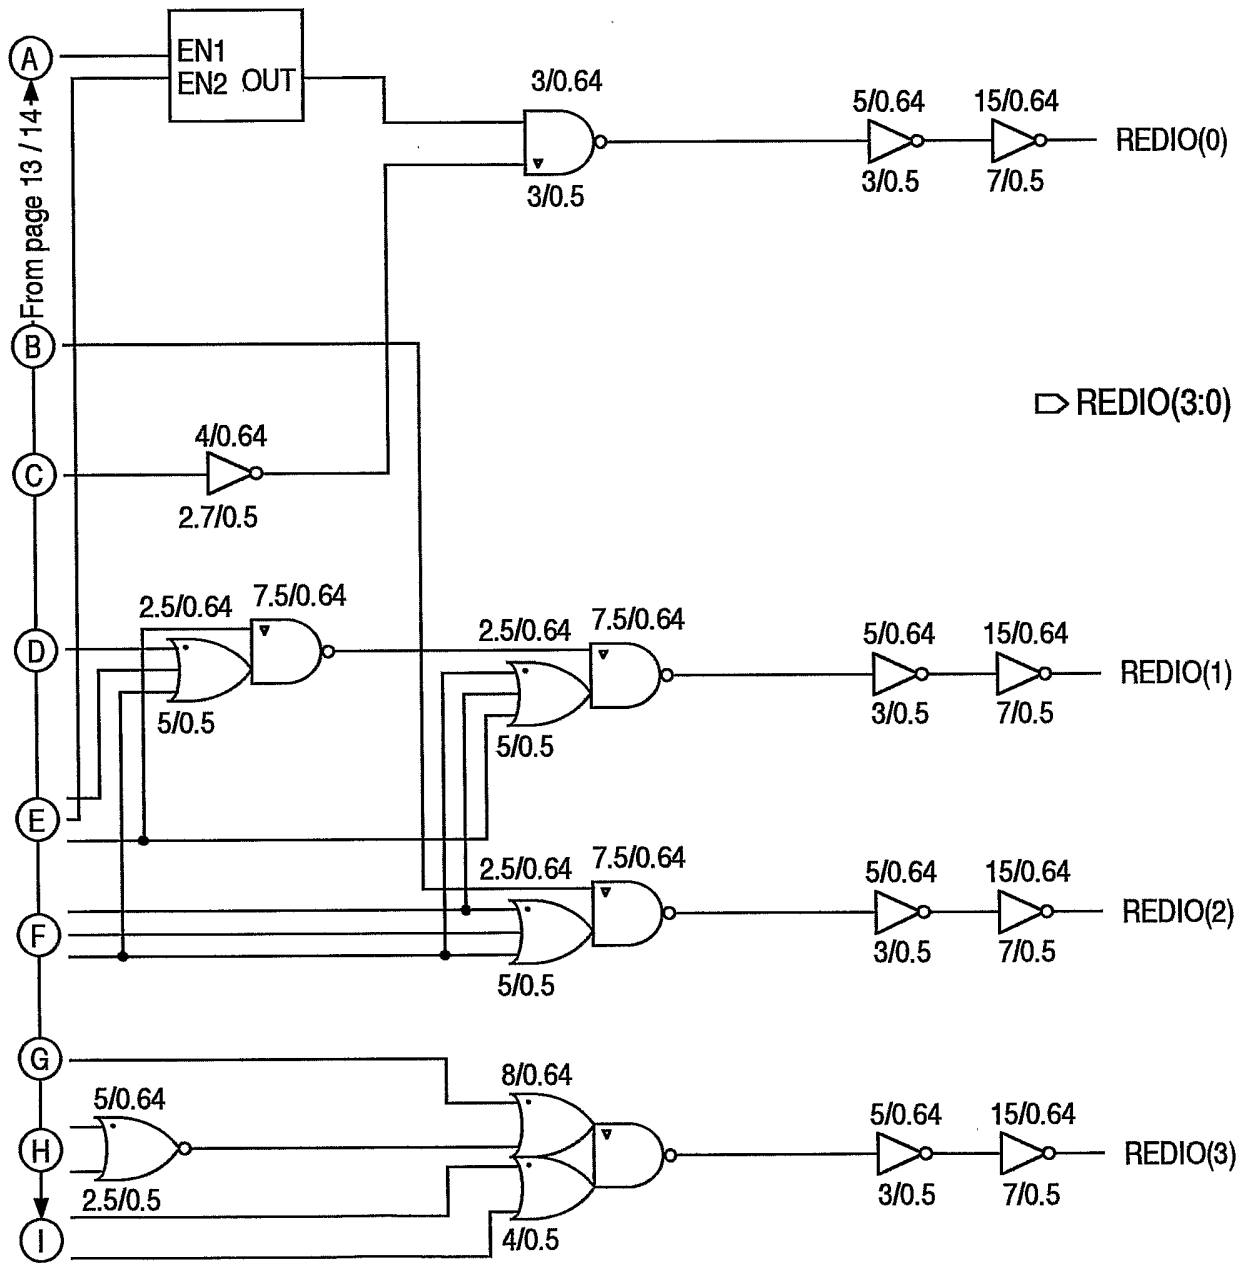 A
EN1
EN2 OUT
3/0.64
3/0.5
5/0.64
3/0.5
15/0.64
7/0.5
REDIO(0)
From page 13 / 14
B
REDIO(3:0)
C
4/0.64
2.7/0.5
D
2.5/0.64
7.5/0.64
5/0.5
2.5/0.64
7.5/0.64
5/0.5
5/0.64
3/0.5
15/0.64
7/0.5
REDIO(1)
E
F
2.5/0.64
7.5/0.64
5/0.5
5/0.64
3/0.5
15/0.64
7/0.5
REDIO(2)
G
H
5/0.64
2.5/0.5
8/0.64
4/0.5
5/0.64
3/0.5
15/0.64
7/0.5
REDIO(3)
I